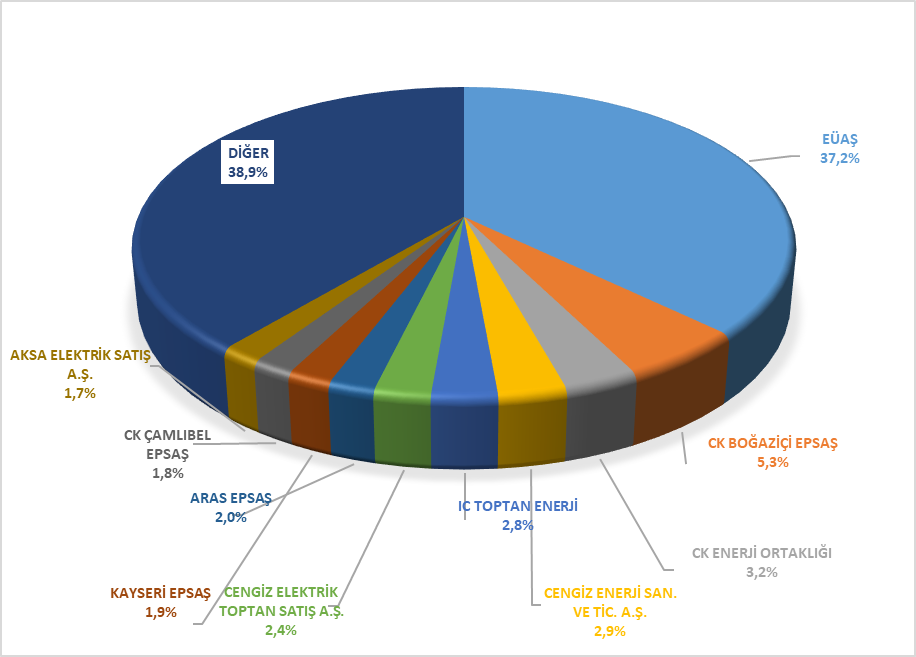 DİĞER
38,9%
EÜAŞ
37,2%
AKSA ELEKTRİK SATIŞ
A.Ş.
1,7%
CK ÇAMLIBEL
EPSAŞ
1,8%
CK BOĞAZİÇİ EPSAŞ
5,3%
ARAS EPSAŞ
2,0%
IC TOPTAN ENERJİ
2,8%
CK ENERJİ ORTAKLIĞI
3,2%
KAYSERİ EPSAŞ
1,9%
CENGİZ ELEKTRİK
TOPTAN SATIŞ A.Ş.
2,4%
CENGİZ ENERJİ SAN.
VE TİC. A.Ş.
2,9%